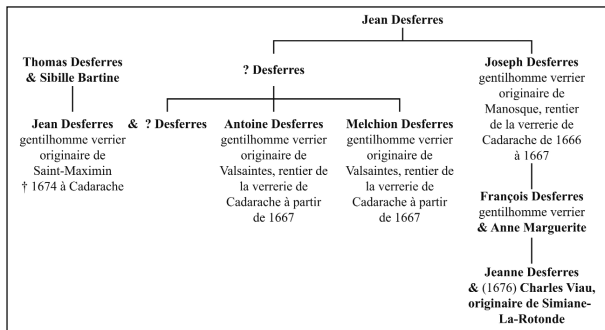 Jean Desferres
Thomas Desferres
& Sibille Bartine
? Desferres
Joseph Desferres
gentilhomme verrier
originaire de
Manosque, rentier
de la verrerie de
Cadarache de 1666
à 1667
Jean Desferres
gentilhomme verrier
originaire de
Saint-Maximin
† 1674 à Cadarache
& ? Desferres
Antoine Desferres
gentilhomme verrier
originaire de
Valsaintes, rentier de
la verrerie de
Cadarache à partir
de 1667
Melchion Desferres
gentilhomme verrier
originaire de
Valsaintes, rentier de
la verrerie de
Cadarache à partir
de 1667
François Desferres
gentilhomme verrier
& Anne Marguerite
Jeanne Desferres
& (1676) Charles Viau,
originaire de Simiane-
La-Rotonde